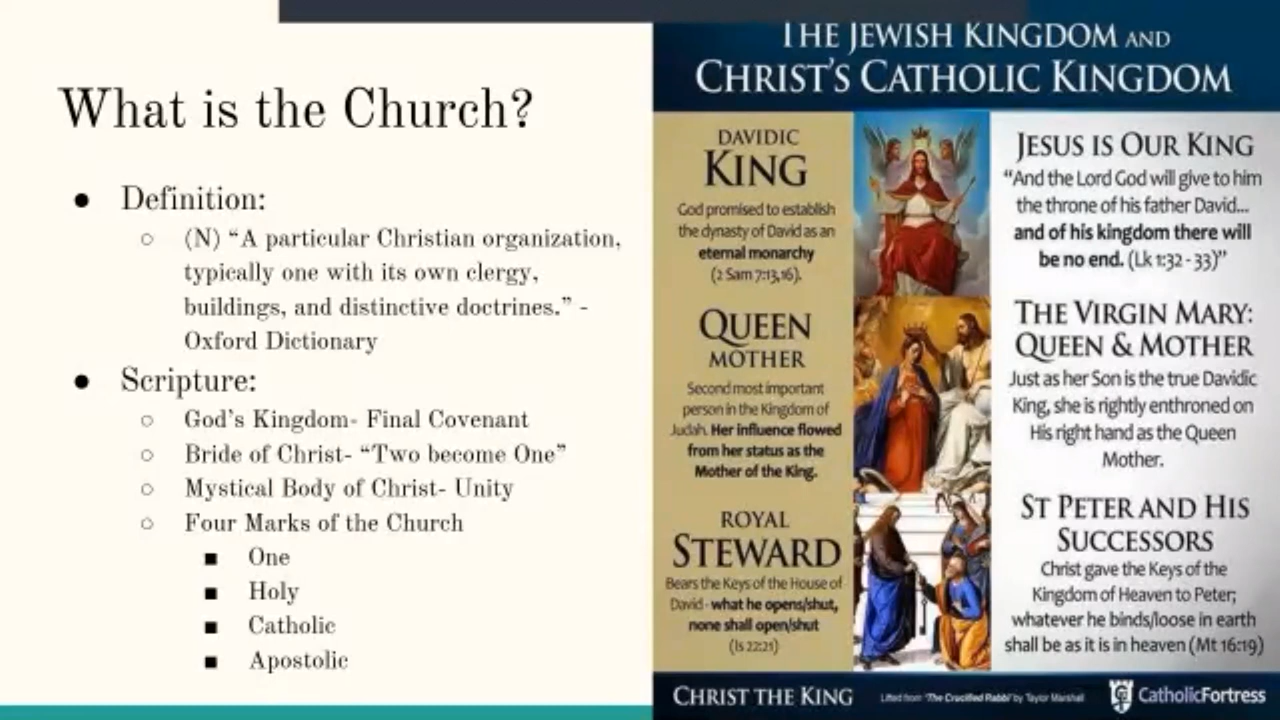 What is the Church?
● Definition:
○ (N) “A particular Christian organization,
typically one with its own clergy,
buildings, and distinctive doctrines.” -
Oxford Dictionary
● Scripture:
○ God’s Kingdom- Final Covenant
○ Bride of Christ- “Two become One”
○ Mystical Body of Christ- Unity
○ Four Marks of the Church
■ One
■ Holy
■ Catholic
■ Apostolic
THE JEWISH KINGDOM AND
CHRIST’S CATHOLIC KINGDOM
DAVIDIC
KING
God promised to establish
the dynasty of David as an
eternal monarchy
(2 Sam 7:13,16).
JESUS IS OUR KING
“And the Lord God will give to him
the throne of his father David...
and of his kingdom there will
be no end. (Lk 1:32 - 33)”
QUEEN
MOTHER
Second most important
person in the Kingdom of
Judah. Her influence flowed
from her status as the
Mother of the King.
THE VIRGIN MARY:
QUEEN & MOTHER
Just as her Son is the true Davidic
King, she is rightly enthroned on
His right hand as the Queen
Mother.
ROYAL
STEWARD
Bears the Keys of the House of
David - what he opens/shut,
none shall open/shut
(Is 22:21)
ST PETER AND HIS
SUCCESSORS
Christ gave the Keys of the
Kingdom of Heaven to Peter;
whatever he binds/loose in earth
shall be as it is in heaven (Mt 16:19)
CHRIST THE KING
Lifted from 'The Crucified Rabbi' by Taylor Marshall
CatholicFortress